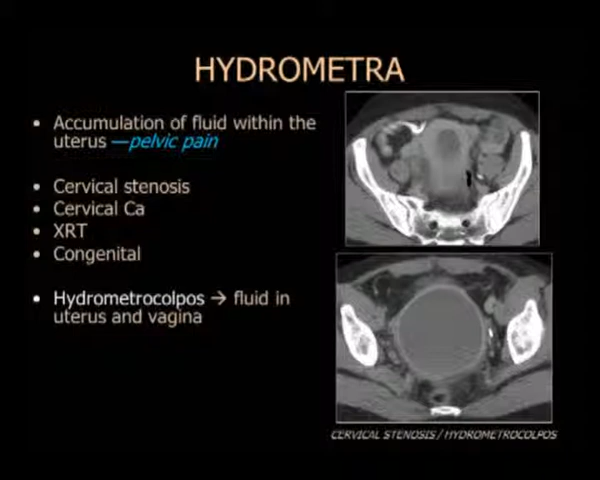 HYDROMETRA
• Accumulation of fluid within the
uterus —pelvic pain
• Cervical stenosis
• Cervical Ca
• XRT
• Congenital
• Hydrometrocolpos → fluid in
uterus and vagina
CERVICAL STENOSIS / HYDROMETROCOLPOS